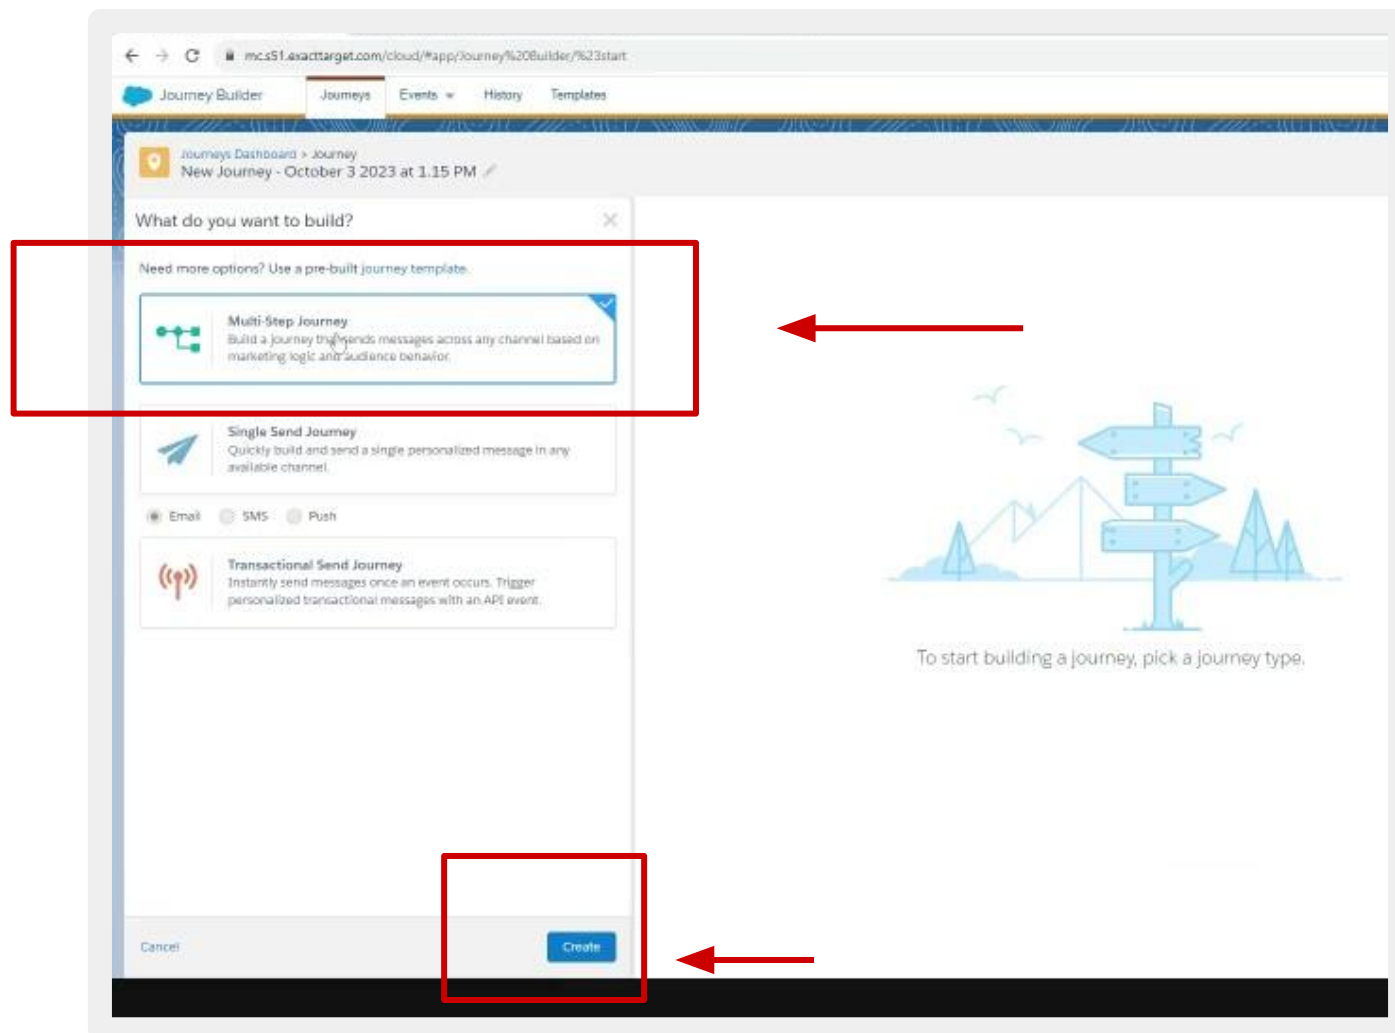 mc.s51.exacttarget.com/cloud/#app/Journey%20Builder/%23start
Journey Builder
Journeys
Events
History
Templates
Journeys Dashboard > Journey
New Journey - October 3 2023 at 1.15 PM
What do you want to build?
Need more options? Use a pre-built journey template.
Multi-Step Journey
Build a journey that sends messages across any channel based on
marketing logic and audience behavior.
Single Send Journey
Quickly build and send a single personalized message in any
available channel.
Email
SMS
Push
Transactional Send Journey
Instantly send messages once an event occurs. Trigger
personalized transactional messages with an API event.
To start building a journey, pick a journey type.
Cancel
Create